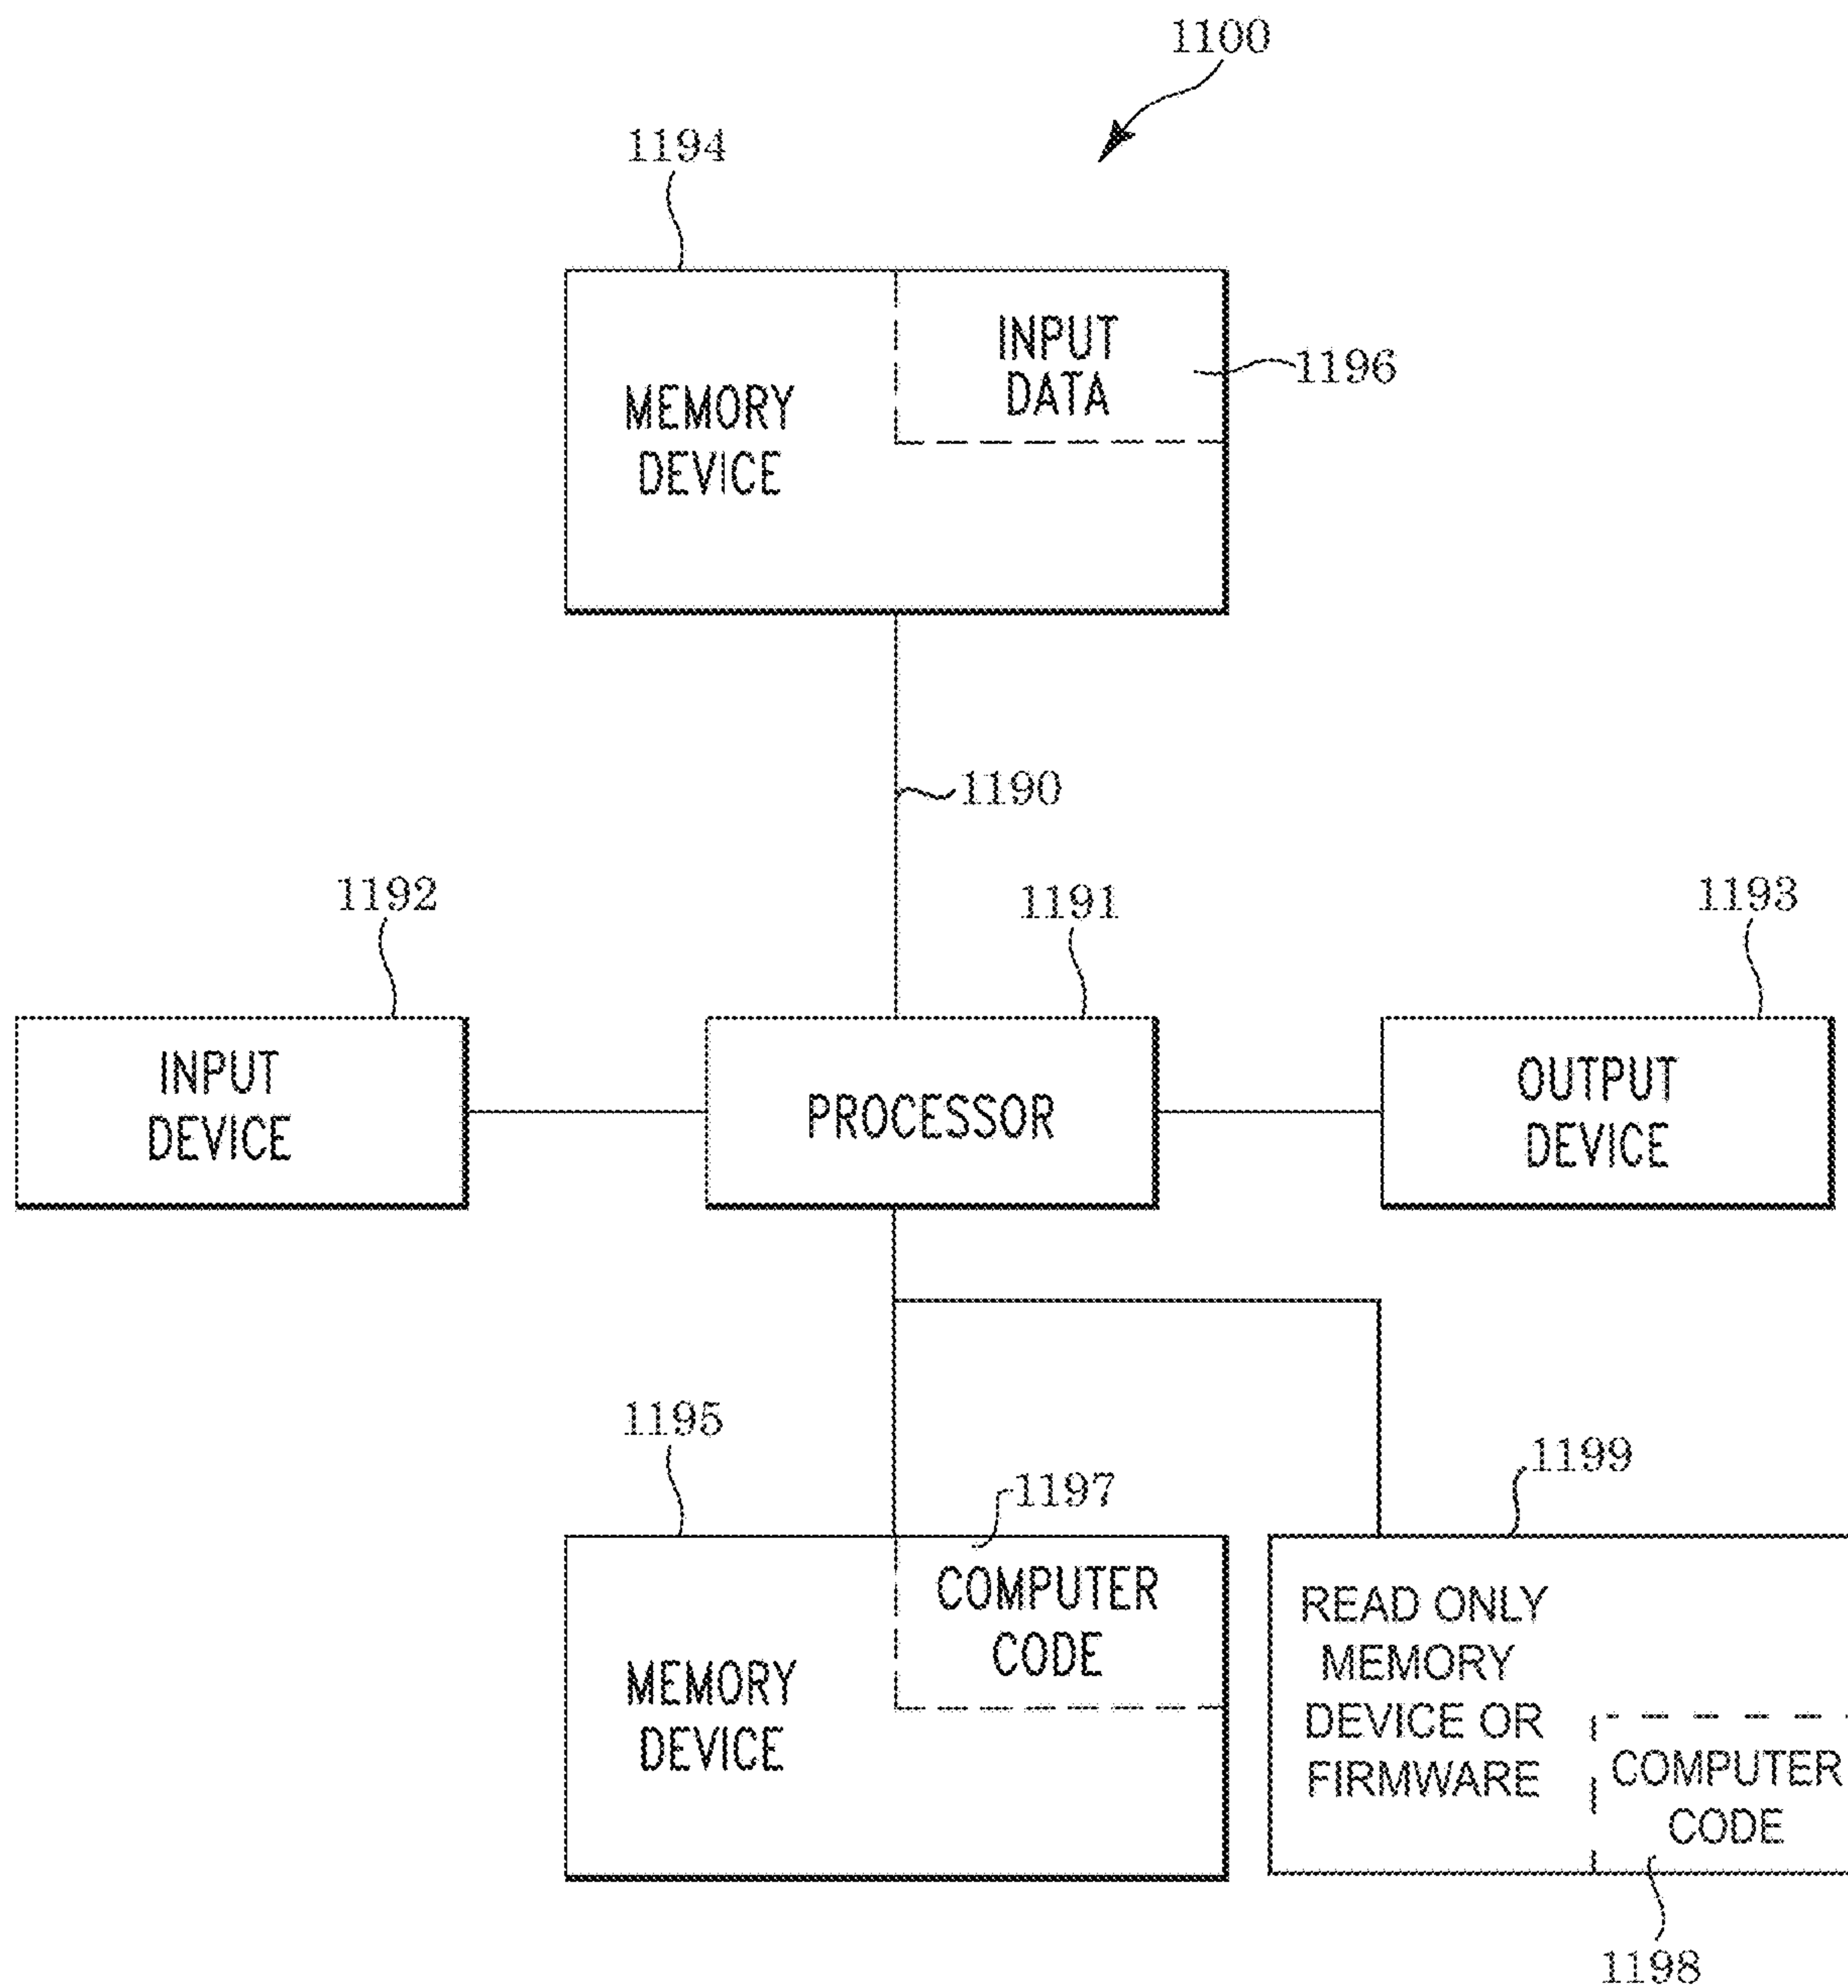 1100
1194
INPUT
DATA
1196
MEMORY
DEVICE
1190
1192
1191
1193
INPUT
DEVICE
PROCESSOR
OUTPUT
DEVICE
1195
1197
1199
COMPUTER
CODE
MEMORY
DEVICE
READ ONLY
MEMORY
DEVICE OR
FIRMWARE
COMPUTER
CODE
1198